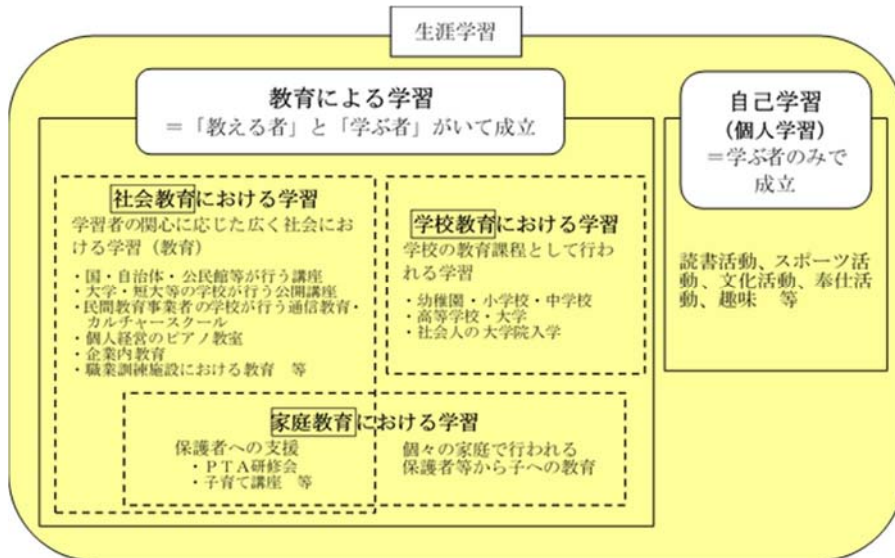 生涯学習
教育による学習
＝「教える者」と「学ぶ者」がいて成立
社会教育における学習
学習者の関心に応じた広く社会にお
ける学習（教育）
・国・自治体・公民館等が行う講座
・大学・短大等の学校が行う公開講座
・民間教育事業者の学校が行う通信教育・
カルチャースクール
・個人経営のピアノ教室
・企業内教育
・職業訓練施設における教育　等
学校教育における学習
学校の教育課程として行わ
れる学習
・幼稚園・小学校・中学校
・高等学校・大学
・社会人の大学院入学
家庭教育における学習
保護者への支援
・ＰＴＡ研修会
・子育て講座　等
個々の家庭で行われる
保護者等から子への教育
自己学習
（個人学習）
＝学ぶ者のみで
成立
読書活動、スポーツ活
動、文化活動、奉仕活
動、趣味　等